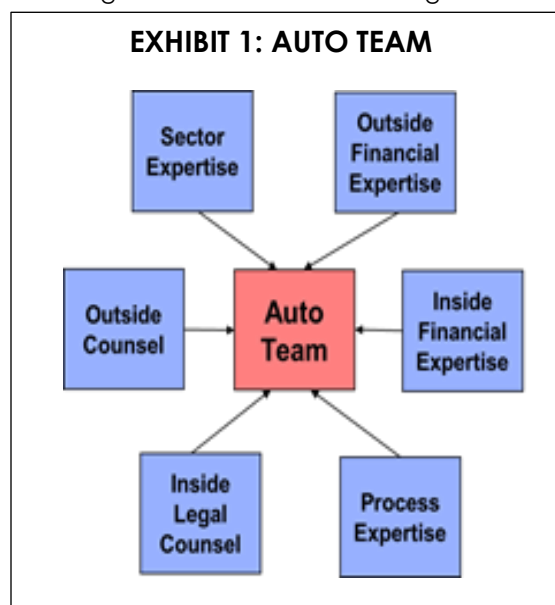 EXHIBIT 1: AUTO TEAM
Sector
Expertise
Outside
Financial
Expertise
Outside
Counsel
Auto
Team
Inside
Financial
Expertise
Inside
Legal
Counsel
Process
Expertise